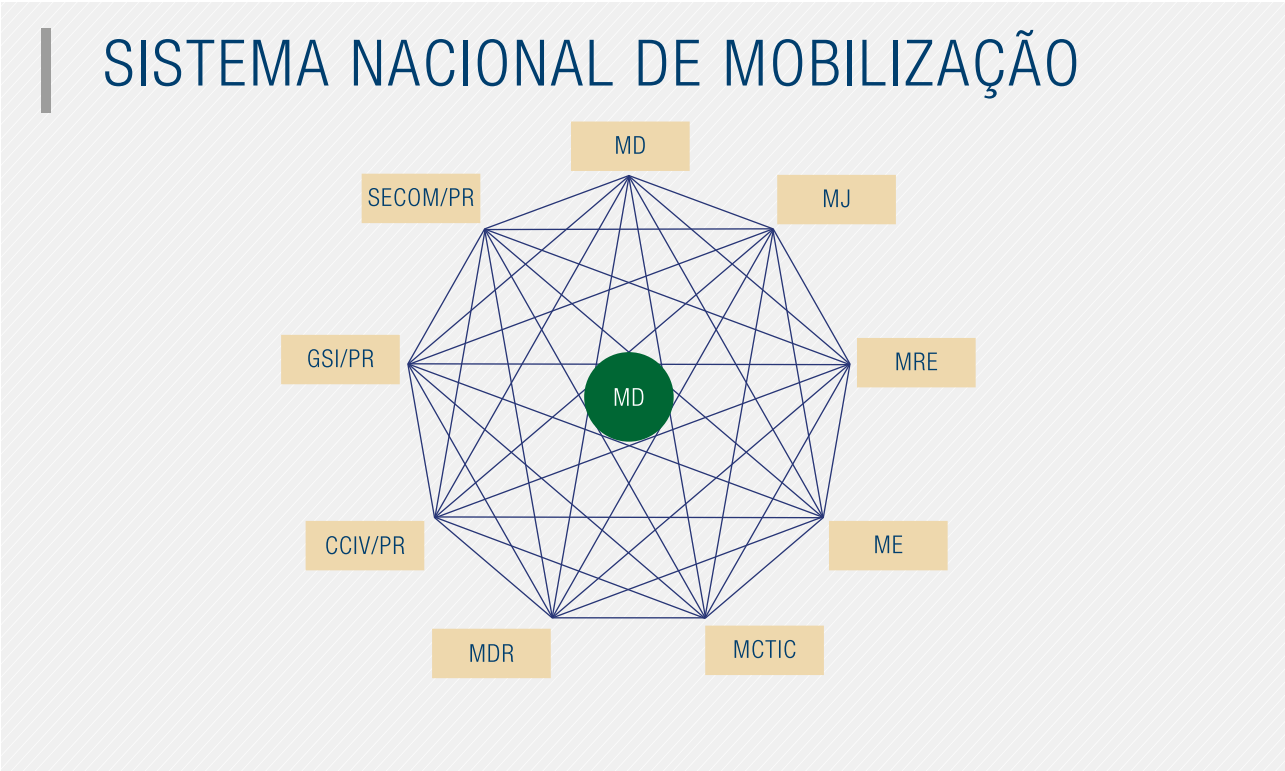 SISTEMA NACIONAL DE MOBILIZAÇÃO
MD
SECOM/PR
MJ
GSI/PR
MRE
MD
CCIV/PR
ME
MDR
MCTIC